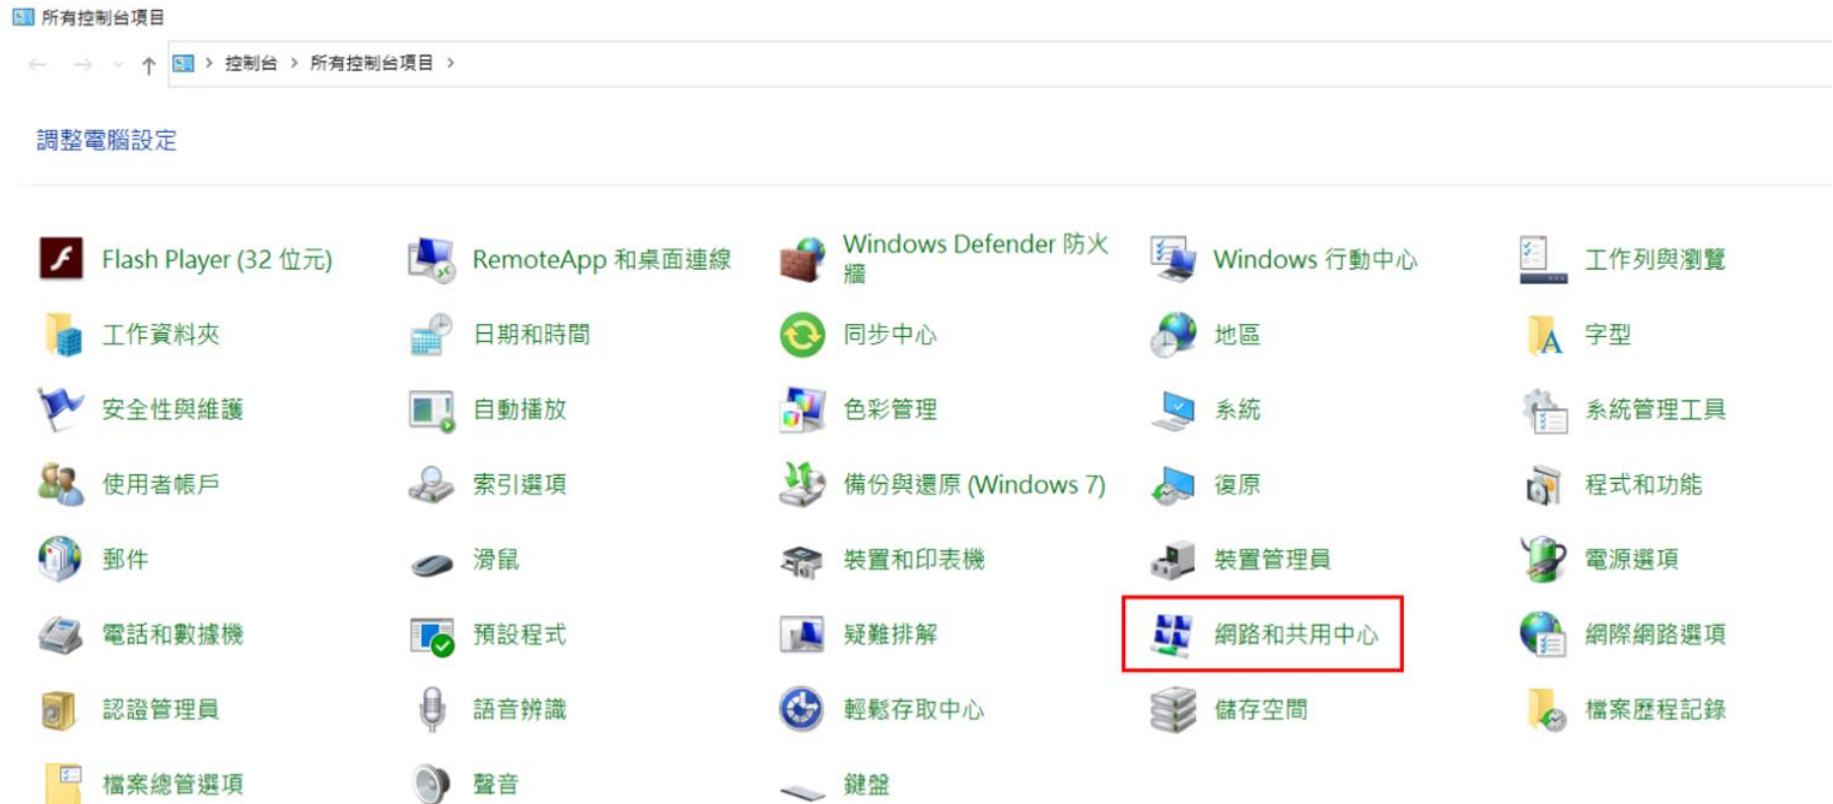 所有控制台項目
控制台 > 所有控制台項目 >
調整電腦設定
Flash Player (32 位元)
RemoteApp 和桌面連線
Windows Defender 防火
牆
Windows 行動中心
工作列與瀏覽
工作資料夾
日期和時間
同步中心
地區
字型
安全性與維護
自動播放
色彩管理
系統
系統管理工具
使用者帳戶
索引選項
備份與還原 (Windows 7)
復原
程式和功能
郵件
滑鼠
裝置和印表機
裝置管理員
電源選項
電話和數據機
預設程式
疑難排解
網路和共用中心
網際網路選項
認證管理員
語音辨識
輕鬆存取中心
儲存空間
檔案歷程記錄
檔案總管選項
聲音
鍵盤